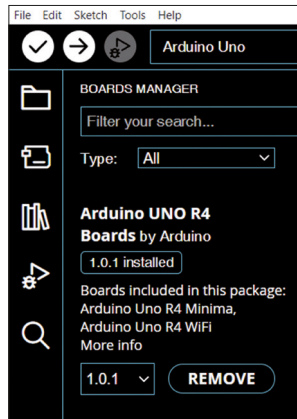 File Edit Sketch Tools Help
Arduino Uno
BOARDS MANAGER
Filter your search...
Type: All
Arduino UNO R4
Boards by Arduino
1.0.1 installed
Boards included in this package:
Arduino Uno R4 Minima,
Arduino Uno R4 WiFi
More info
1.0.1 REMOVE